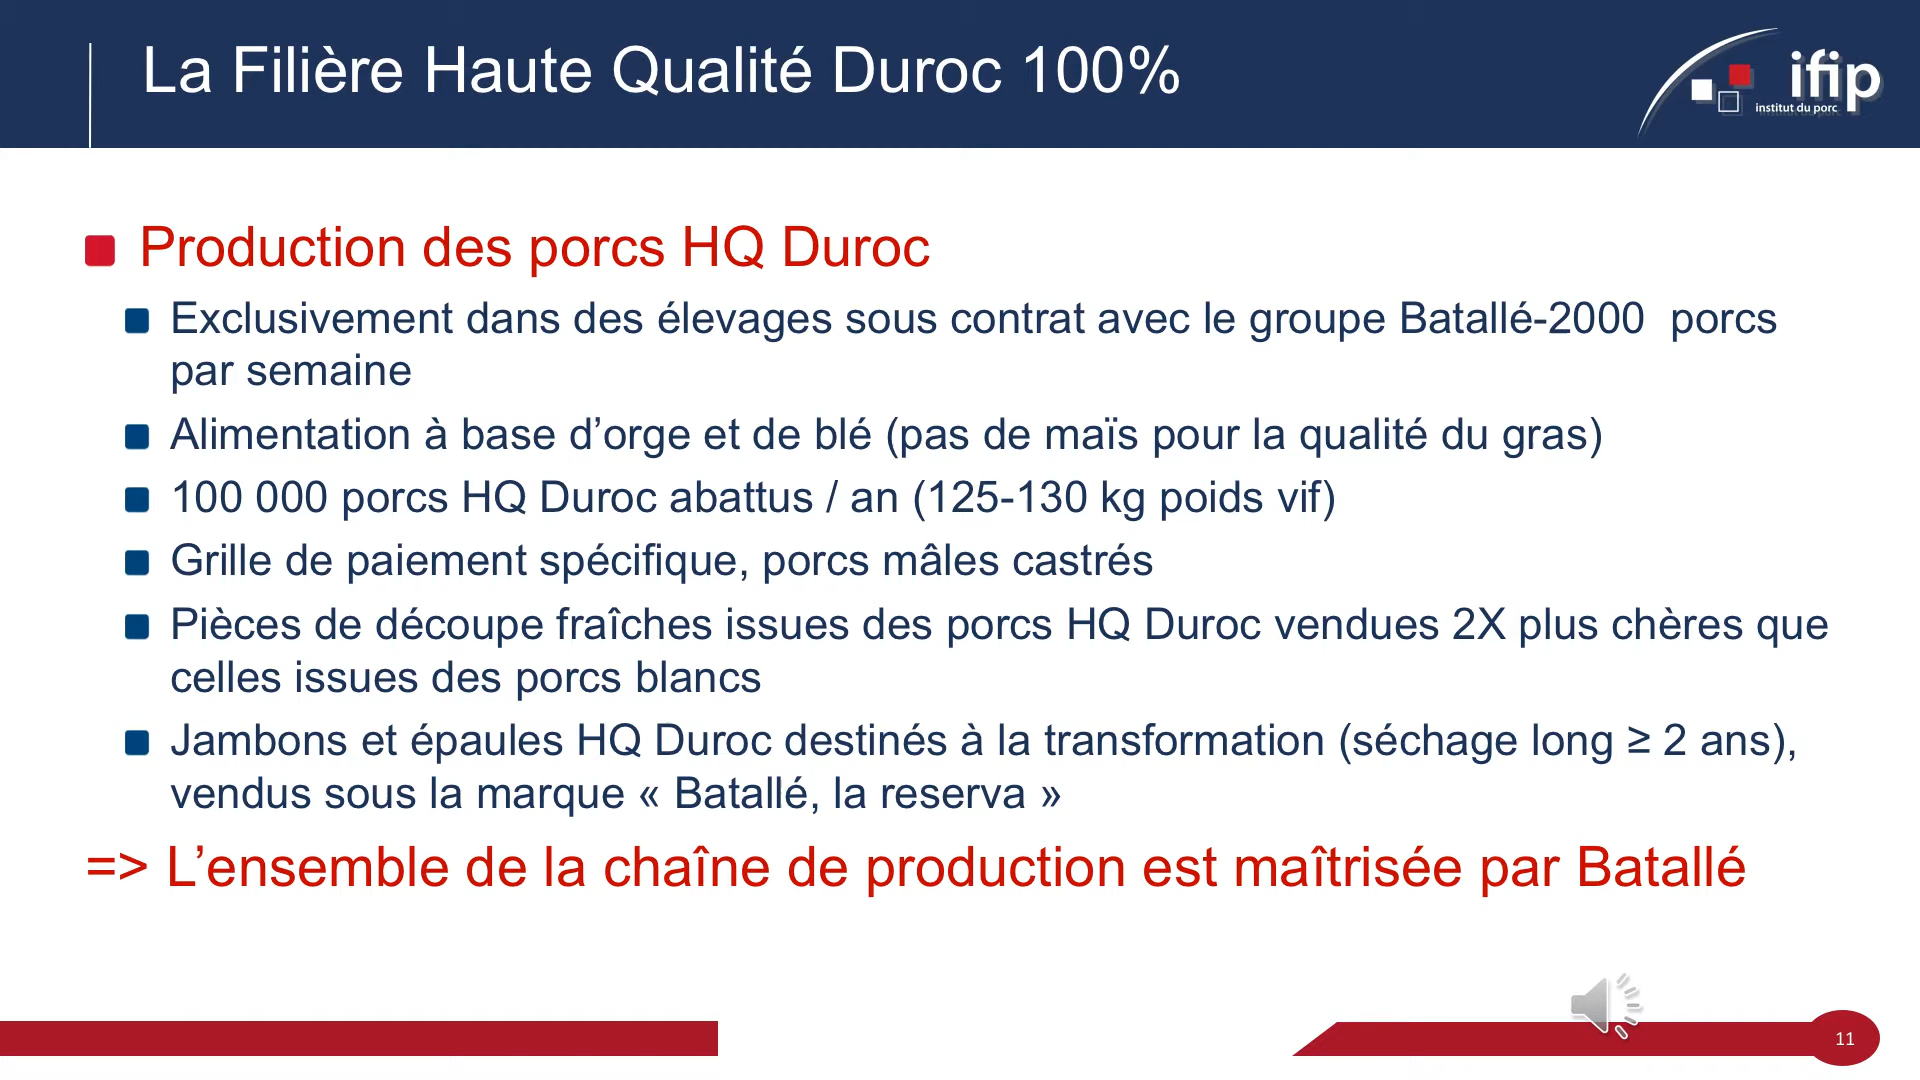 La Filière Haute Qualité Duroc 100%
ifip
institut du porc
Production des porcs HQ Duroc
Exclusivement dans des élevages sous contrat avec le groupe Batallé-2000  porcs
par semaine
Alimentation à base d’orge et de blé (pas de maïs pour la qualité du gras)
100 000 porcs HQ Duroc abattus / an (125-130 kg poids vif)
Grille de paiement spécifique, porcs mâles castrés
Pièces de découpe fraîches issues des porcs HQ Duroc vendues 2X plus chères que
celles issues des porcs blancs
Jambons et épaules HQ Duroc destinés à la transformation (séchage long ≥ 2 ans),
vendus sous la marque « Batallé, la reserva »
=> L’ensemble de la chaîne de production est maîtrisée par Batallé
11